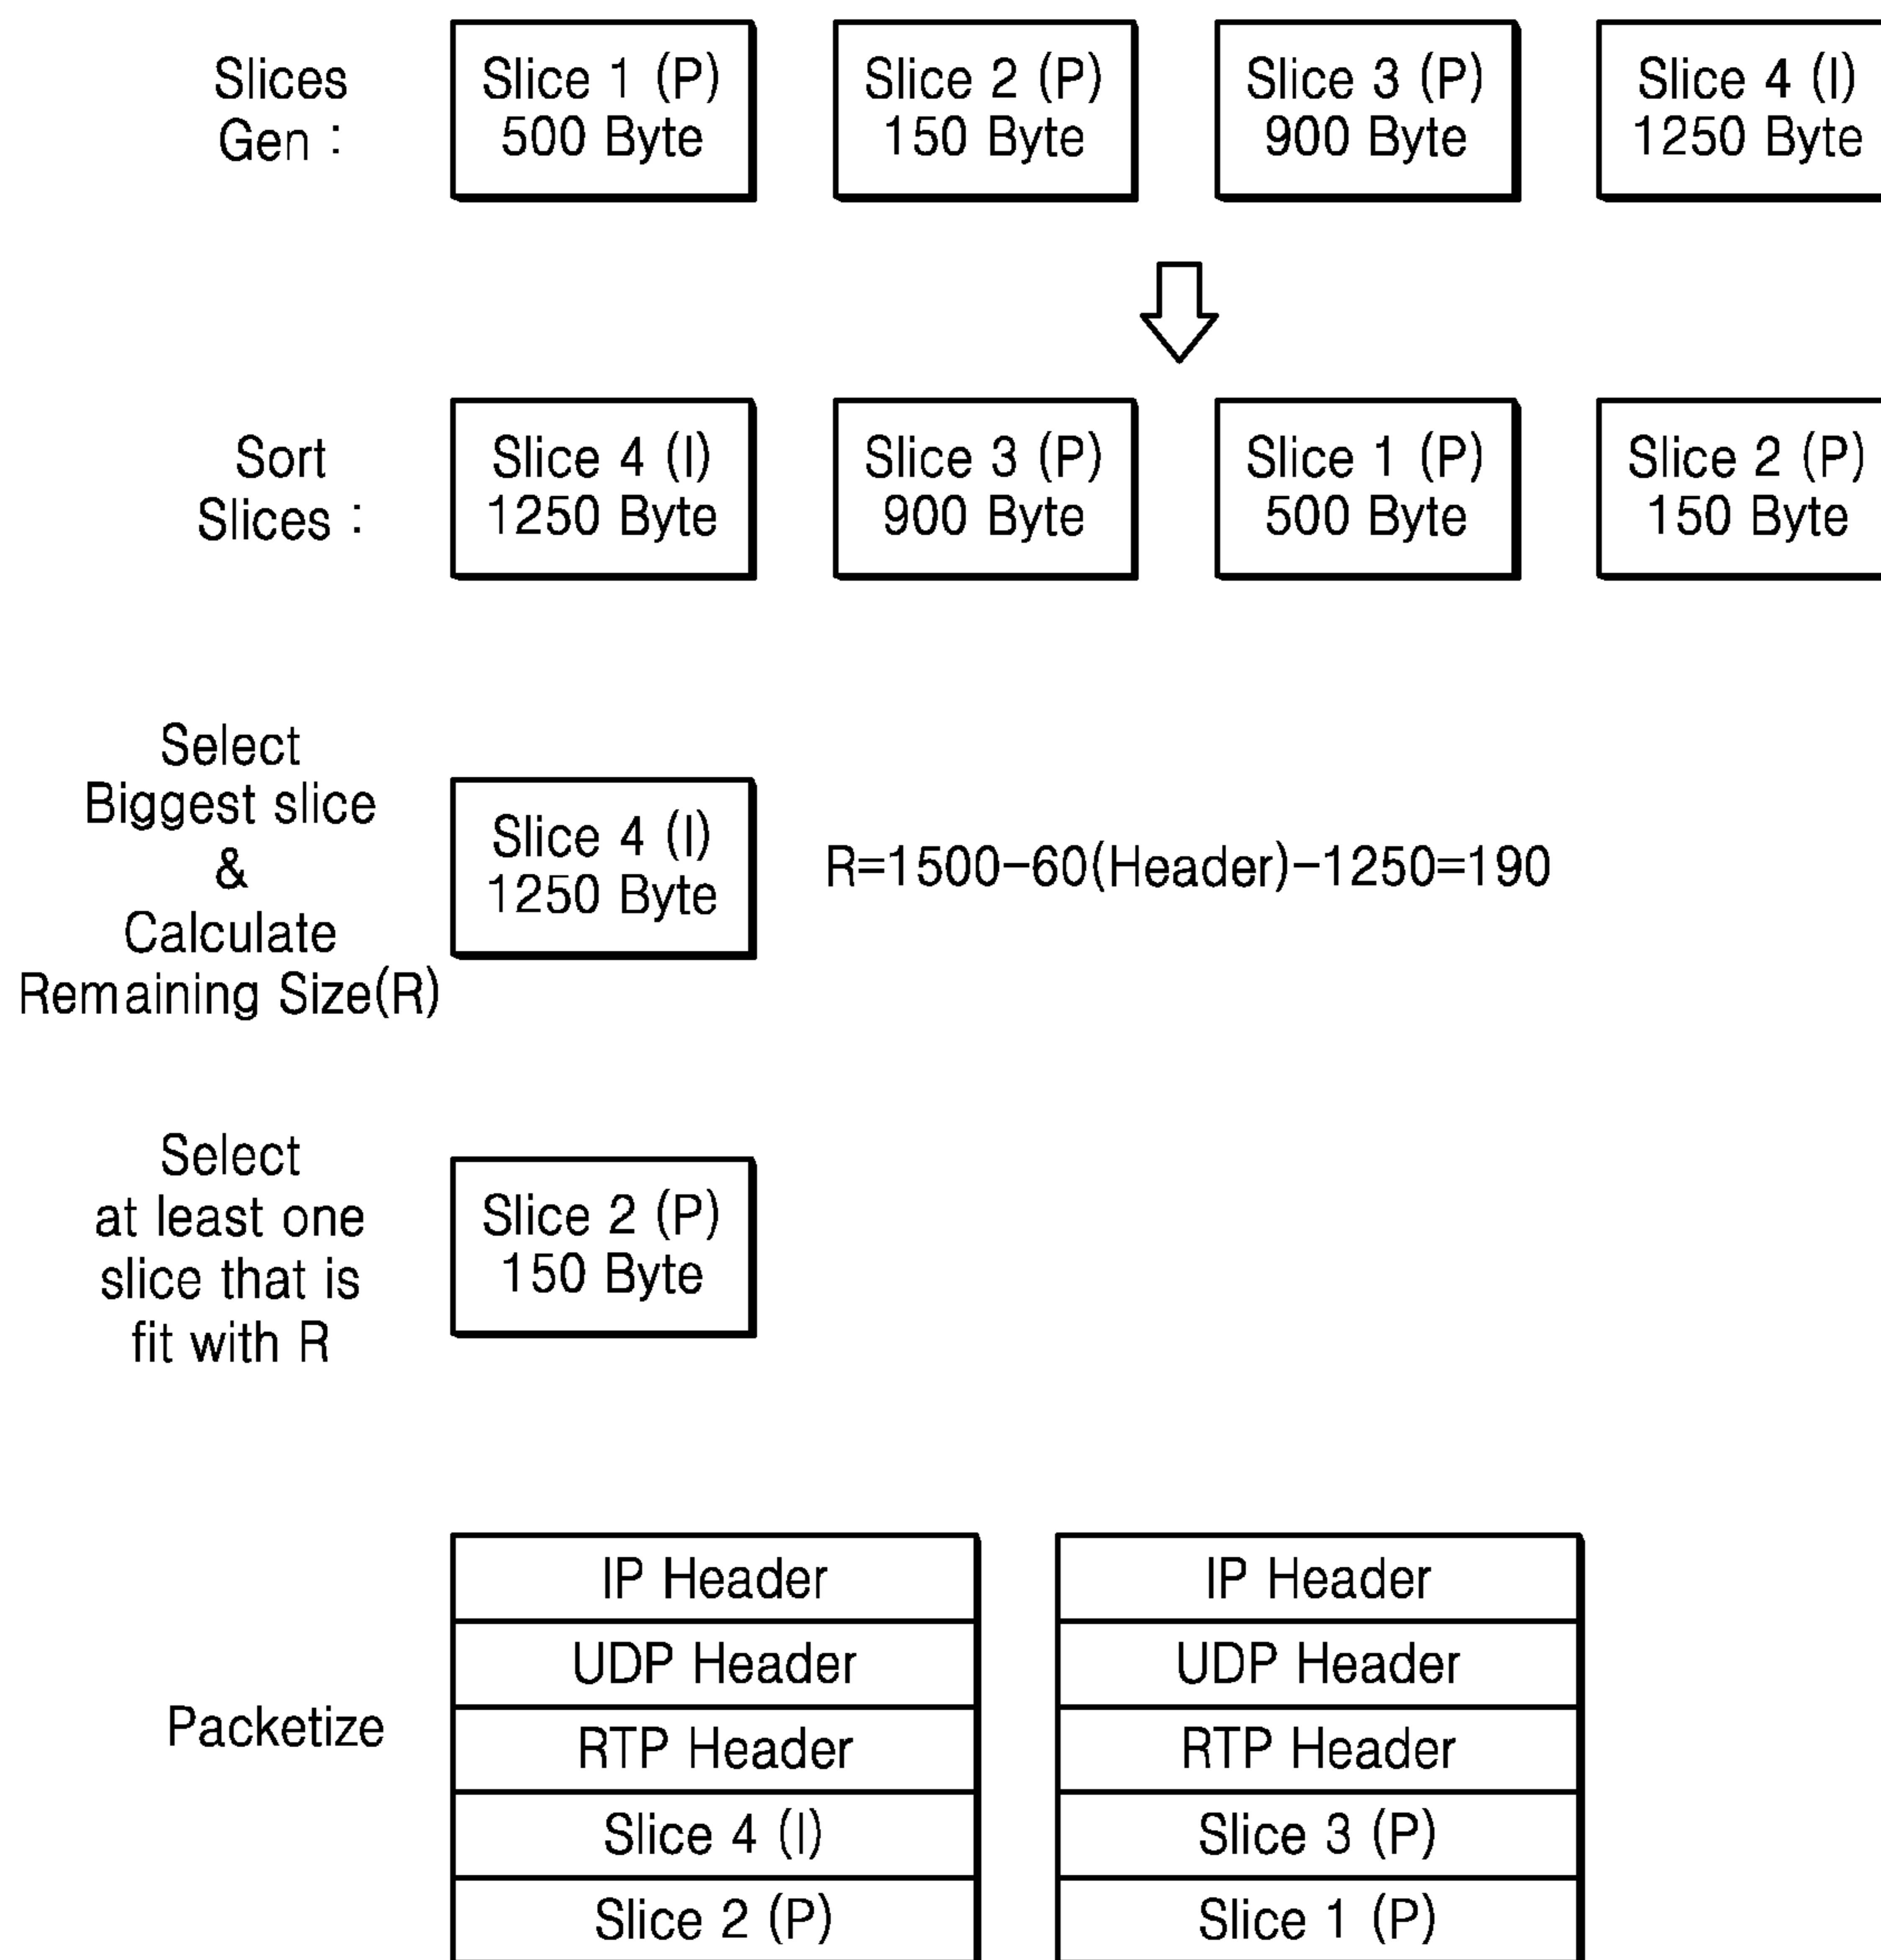 Slices
Gen :
Slice 1 (P)
500 Byte
Slice 2 (P)
150 Byte
Slice 3 (P)
900 Byte
Slice 4 (I)
1250 Byte
Sort
Slices :
Slice 4 (I)
1250 Byte
Slice 3 (P)
900 Byte
Slice 1 (P)
500 Byte
Slice 2 (P)
150 Byte
Select
Biggest slice
&
Calculate
Remaining Size(R)
Slice 4 (I)
1250 Byte
R=1500-60(Header)-1250=190
Select
at least one
slice that is
fit with R
Slice 2 (P)
150 Byte
Packetize
IP Header
UDP Header
RTP Header
Slice 4 (I)
Slice 2 (P)
IP Header
UDP Header
RTP Header
Slice 3 (P)
Slice 1 (P)